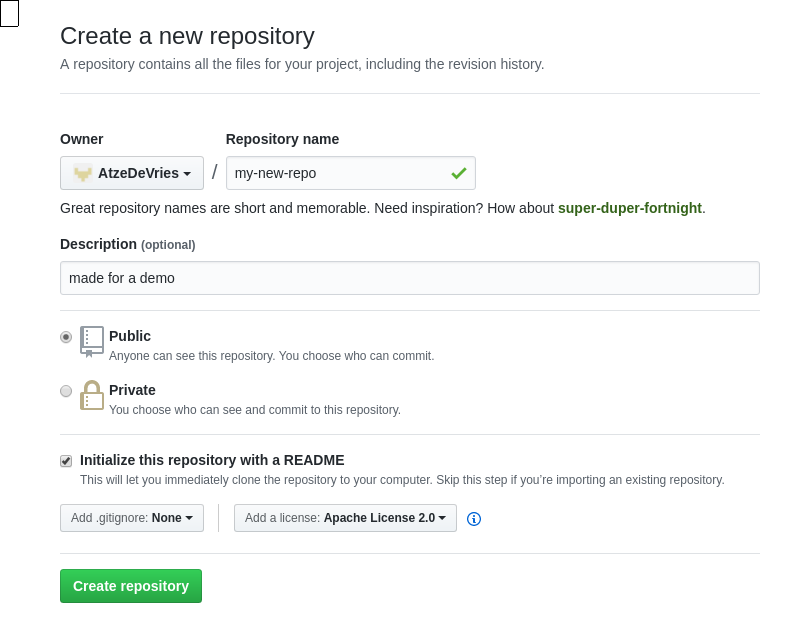 Create a new repository
A repository contains all the files for your project, including the revision history.
Owner Repository name
AtzeDeVries / my-new-repo
Great repository names are short and memorable. Need inspiration? How about super-duper-fortnight.
Description (optional)
made for a demo
Public
Anyone can see this repository. You choose who can commit.
Private
You choose who can see and commit to this repository.
Initialize this repository with a README
This will let you immediately clone the repository to your computer. Skip this step if you’re importing an existing repository.
Add .gitignore: None Add a license: Apache License 2.0
Create repository